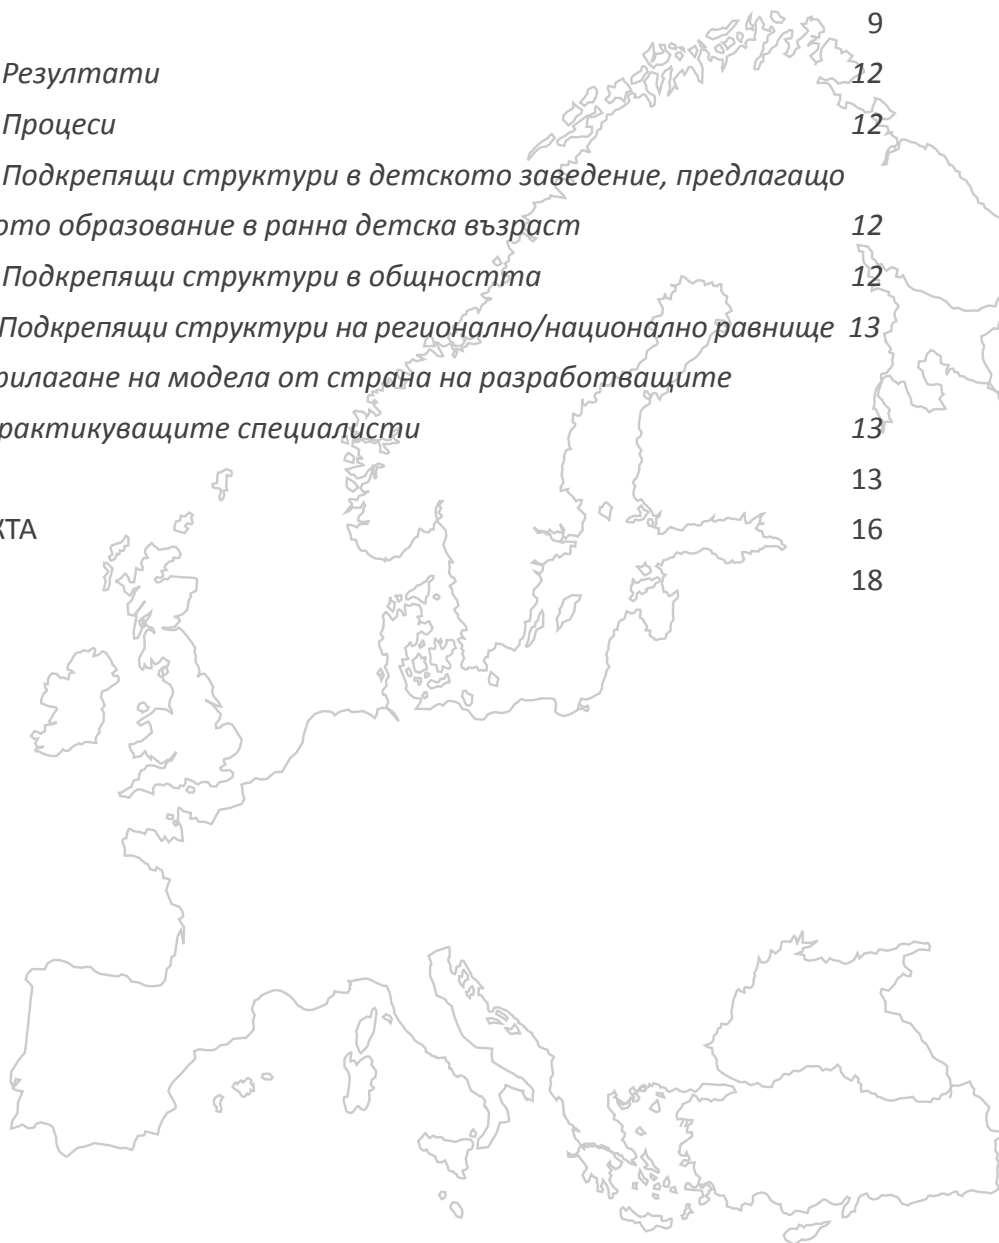 9
Резултати 12
Процеси 12
Подкрепящи структури в детското заведение, предлагащо
ото образование в ранна детска възраст 12
Подкрепящи структури в общността 12
Подкрепящи структури на регионално/национално равнище 13
рилагане на модела от страна на разработващите
рактикуващите специалисти 13
13
КТА 16
18